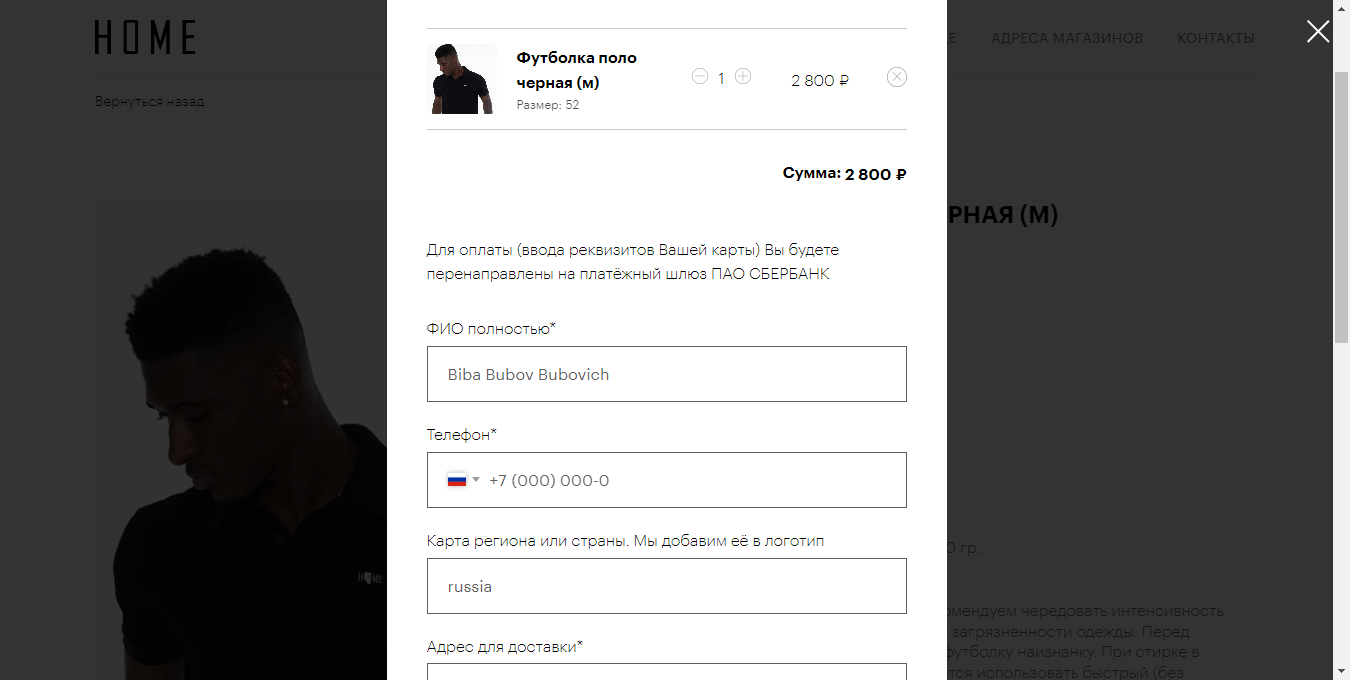 HOME
АДРЕСА МАГАЗИНОВ
КОНТАКТЫ
Вернуться назад
Футболка поло
черная (м)
Размер: 52
1
2 800 ₽
Сумма: 2 800 ₽
РНАЯ (М)
Для оплаты (ввода реквизитов Вашей карты) Вы будете
перенаправлены на платёжный шлюз ПАО СБЕРБАНК
ФИО полностью*
Biba Bubov Bubovich
Телефон*
+7 (000) 000-0
Карта региона или страны. Мы добавим её в логотип
russia
Адрес для доставки*
0 гр.
омендуем чередовать интенсивность
загрязненности одежды. Перед
футболку наизнанку. При стирке в
тся использовать быстрый (без
HOME